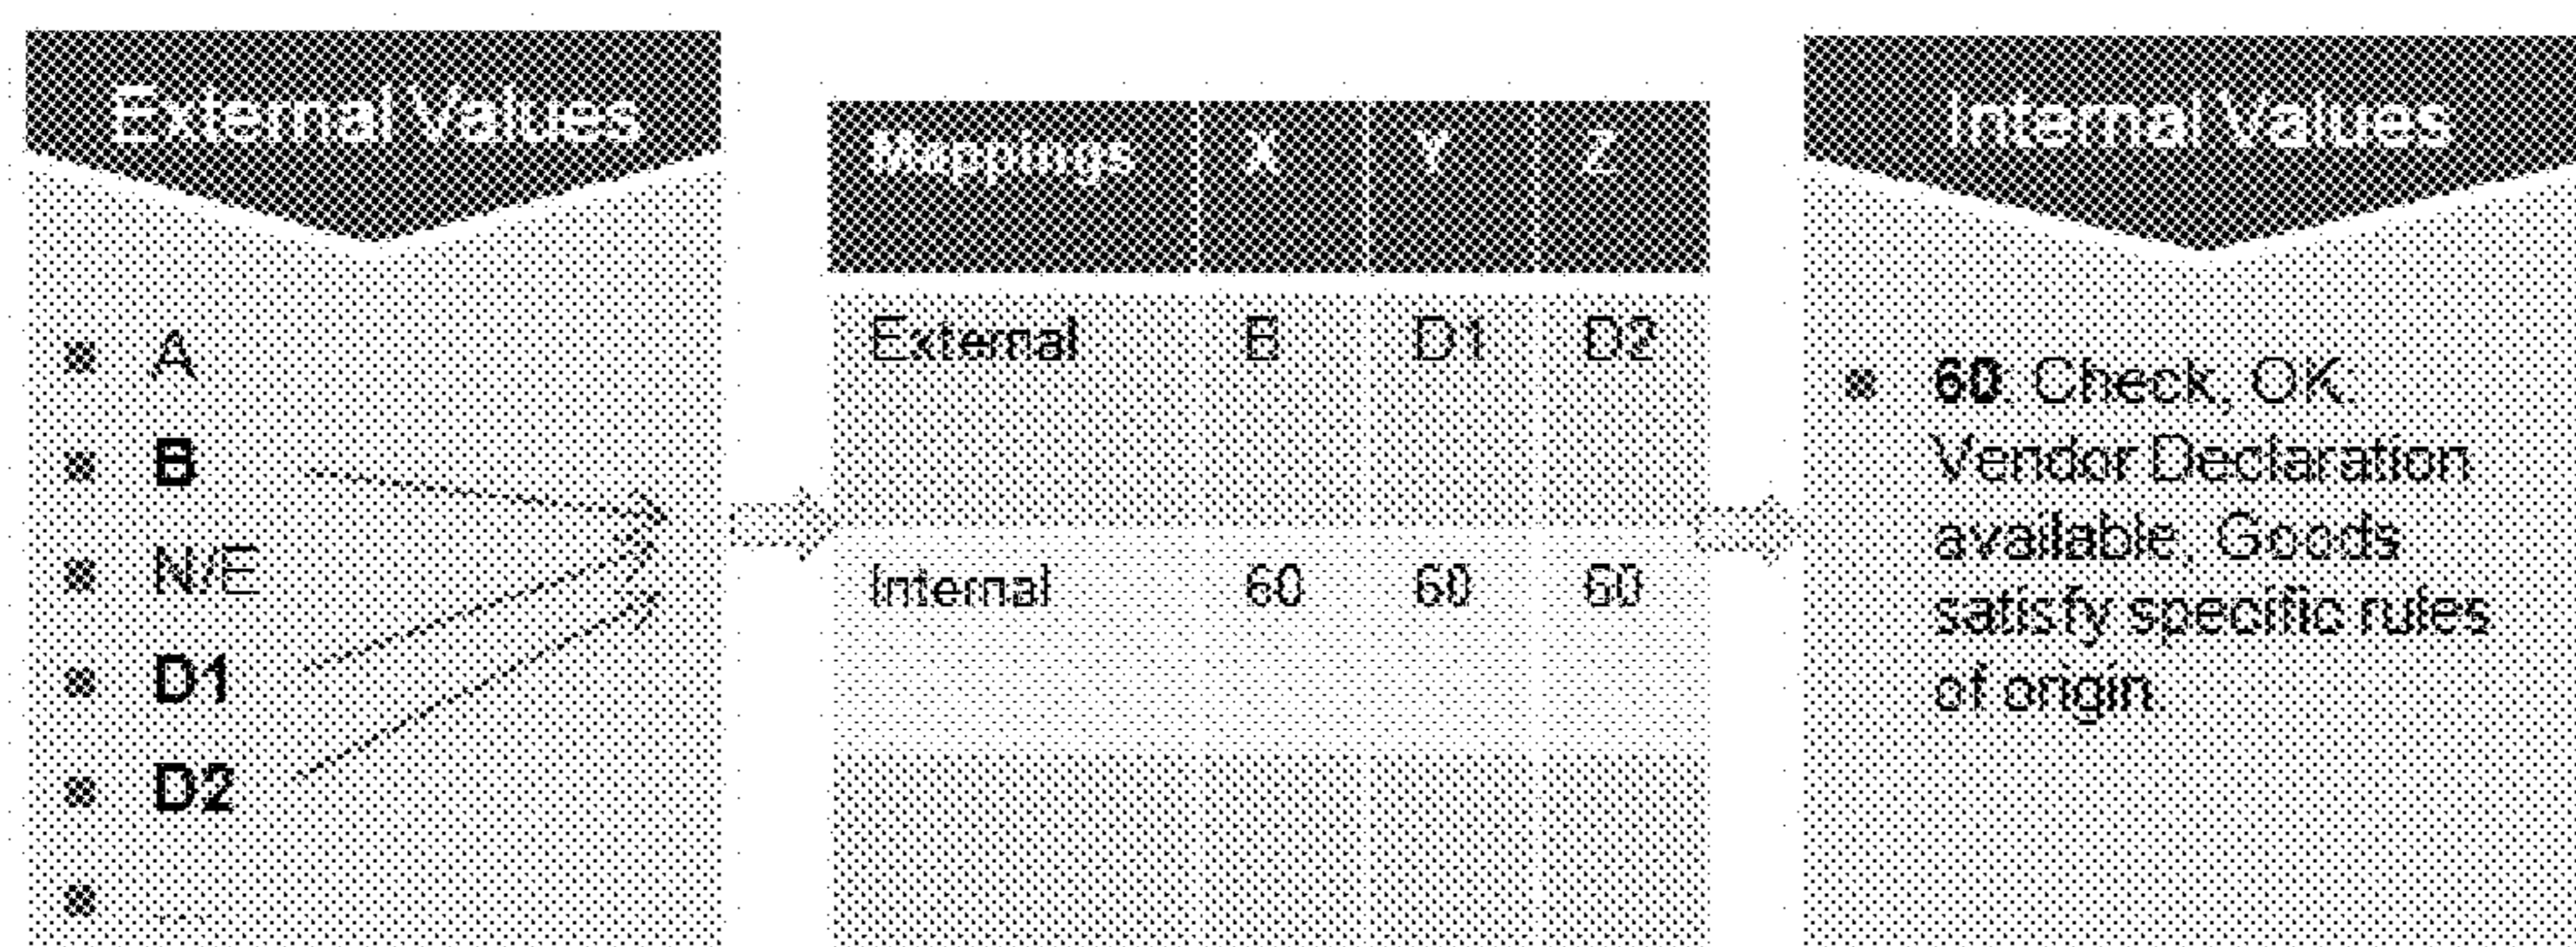 External Values
A
B
N/E
D1
D2
...
Mappings X Y Z
External B D1 D2
Internal 60 60 60
Internal Values
60: Check, OK.
Vendor Declaration
available, Goods
satisfy specific rules
of origin.